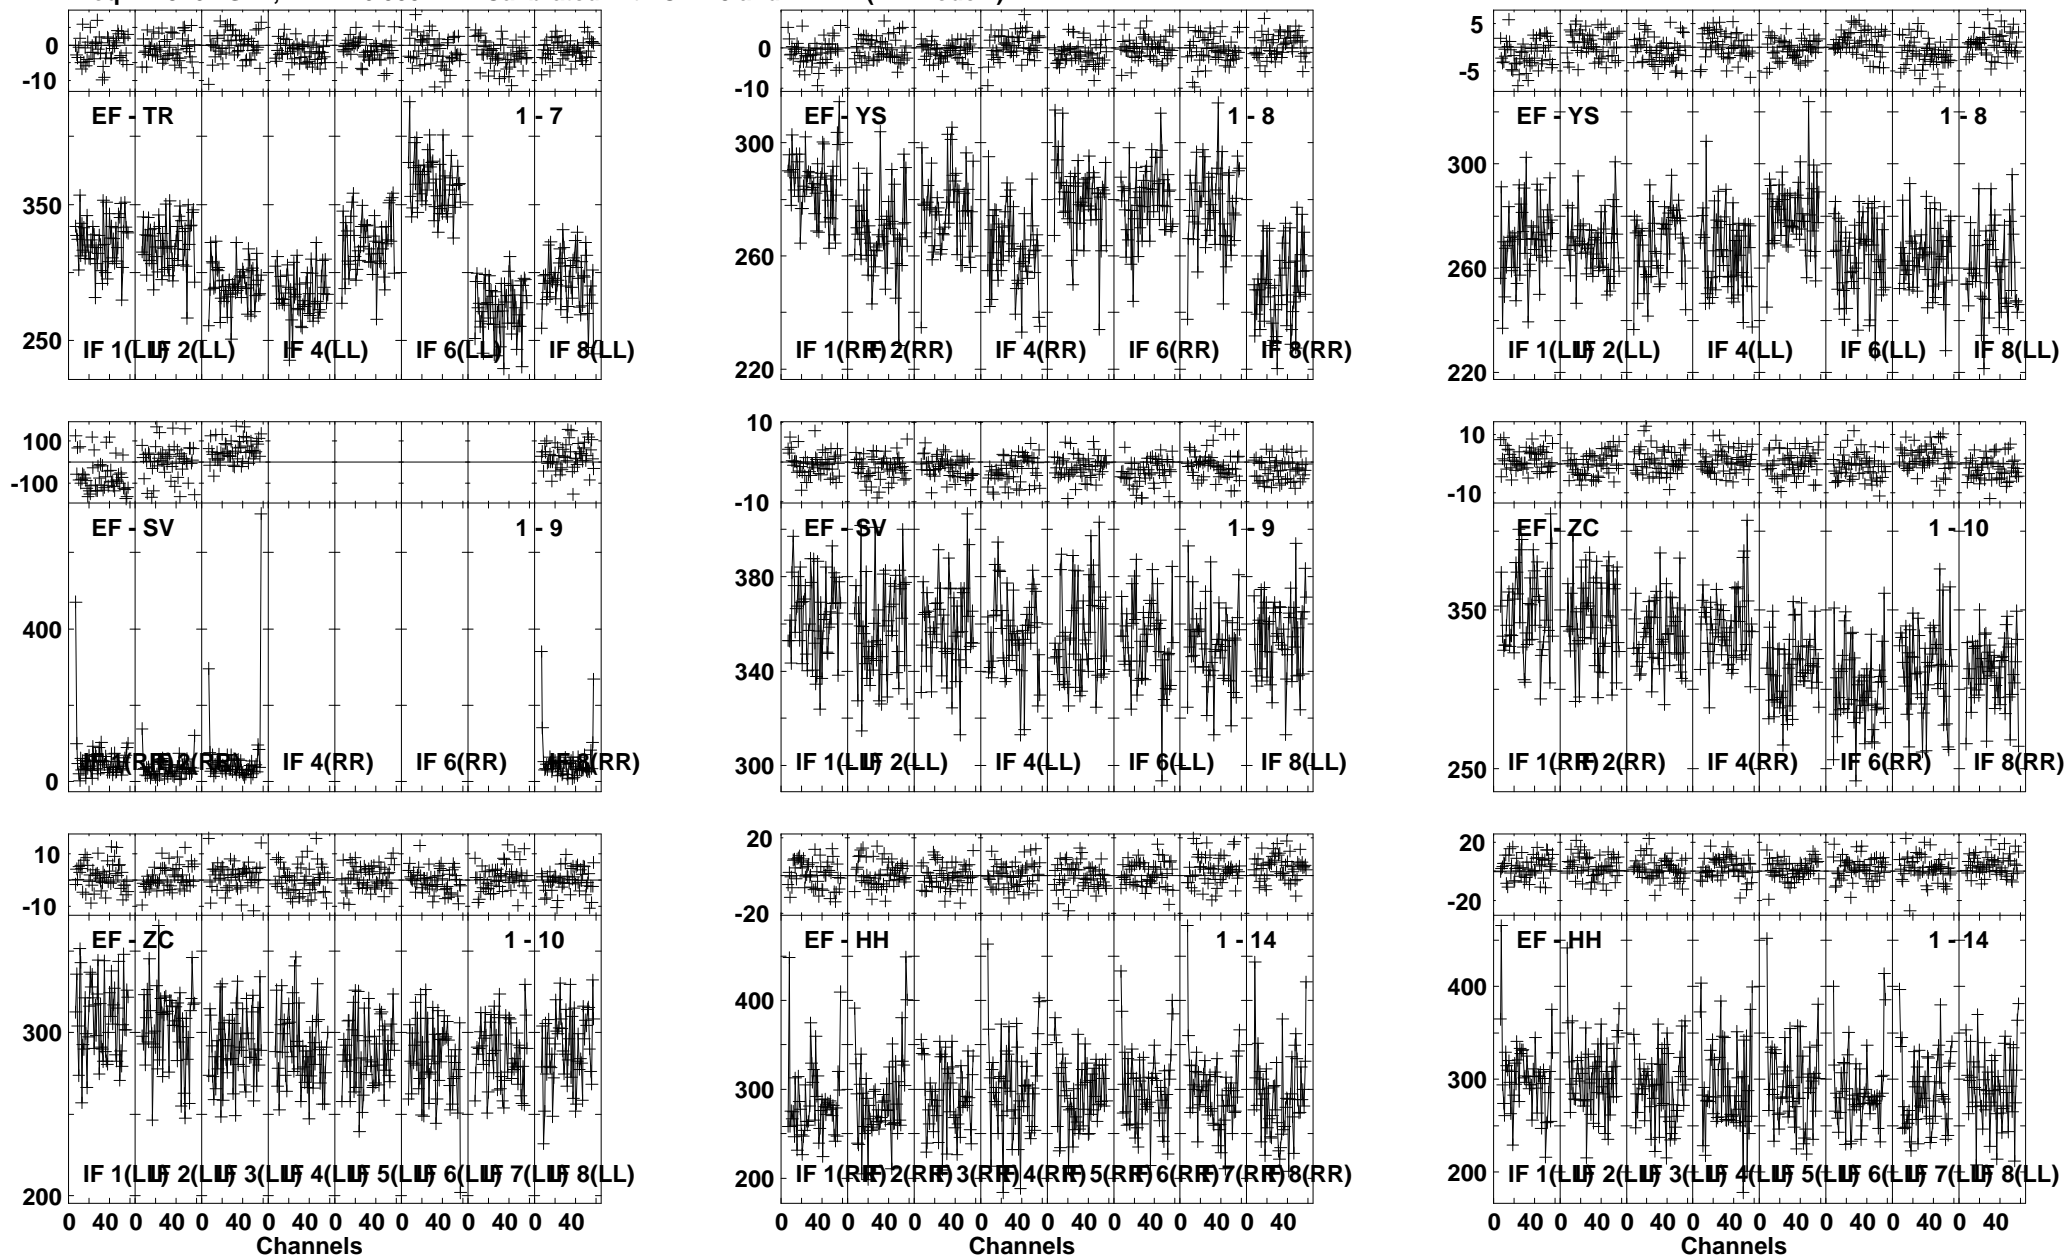 0
-10
EF - TR
1 - 7
350
250
IF 1(LL) IF 2(LL) IF 4(LL) IF 6(LL) IF 8(LL)
0
-10
EF - YS
1 - 8
300
260
220
IF 1(RR) IF 2(RR) IF 4(RR) IF 6(RR) IF 8(RR)
5
-5
EF - YS
1 - 8
300
260
220
IF 1(LL) IF 2(LL) IF 4(LL) IF 6(LL) IF 8(LL)
100
-100
EF - SV
1 - 9
400
0
IF 1(RR) IF 2(RR) IF 4(RR) IF 6(RR) IF 8(RR)
10
-10
EF - SV
1 - 9
380
340
300
IF 1(LL) IF 2(LL) IF 4(LL) IF 6(LL) IF 8(LL)
10
-10
EF - ZC
1 - 10
350
250
IF 1(RR) IF 2(RR) IF 4(RR) IF 6(RR) IF 8(RR)
10
-10
EF - ZC
1 - 10
300
200
IF 1(LL) IF 2(LL) IF 3(LL) IF 4(LL) IF 5(LL) IF 6(LL) IF 7(LL) IF 8(LL)
0 40 0 40 0 40 0 40 0 40 0 40 0 40 0 40
Channels
20
-20
EF - HH
1 - 14
400
300
200
IF 1(RR) IF 2(RR) IF 3(RR) IF 4(RR) IF 5(RR) IF 6(RR) IF 7(RR) IF 8(RR)
0 40 0 40 0 40 0 40 0 40 0 40 0 40 0 40
Channels
20
-20
EF - HH
1 - 14
400
300
200
IF 1(LL) IF 2(LL) IF 3(LL) IF 4(LL) IF 5(LL) IF 6(LL) IF 7(LL) IF 8(LL)
0 40 0 40 0 40 0 40 0 40 0 40 0 40 0 40
Channels